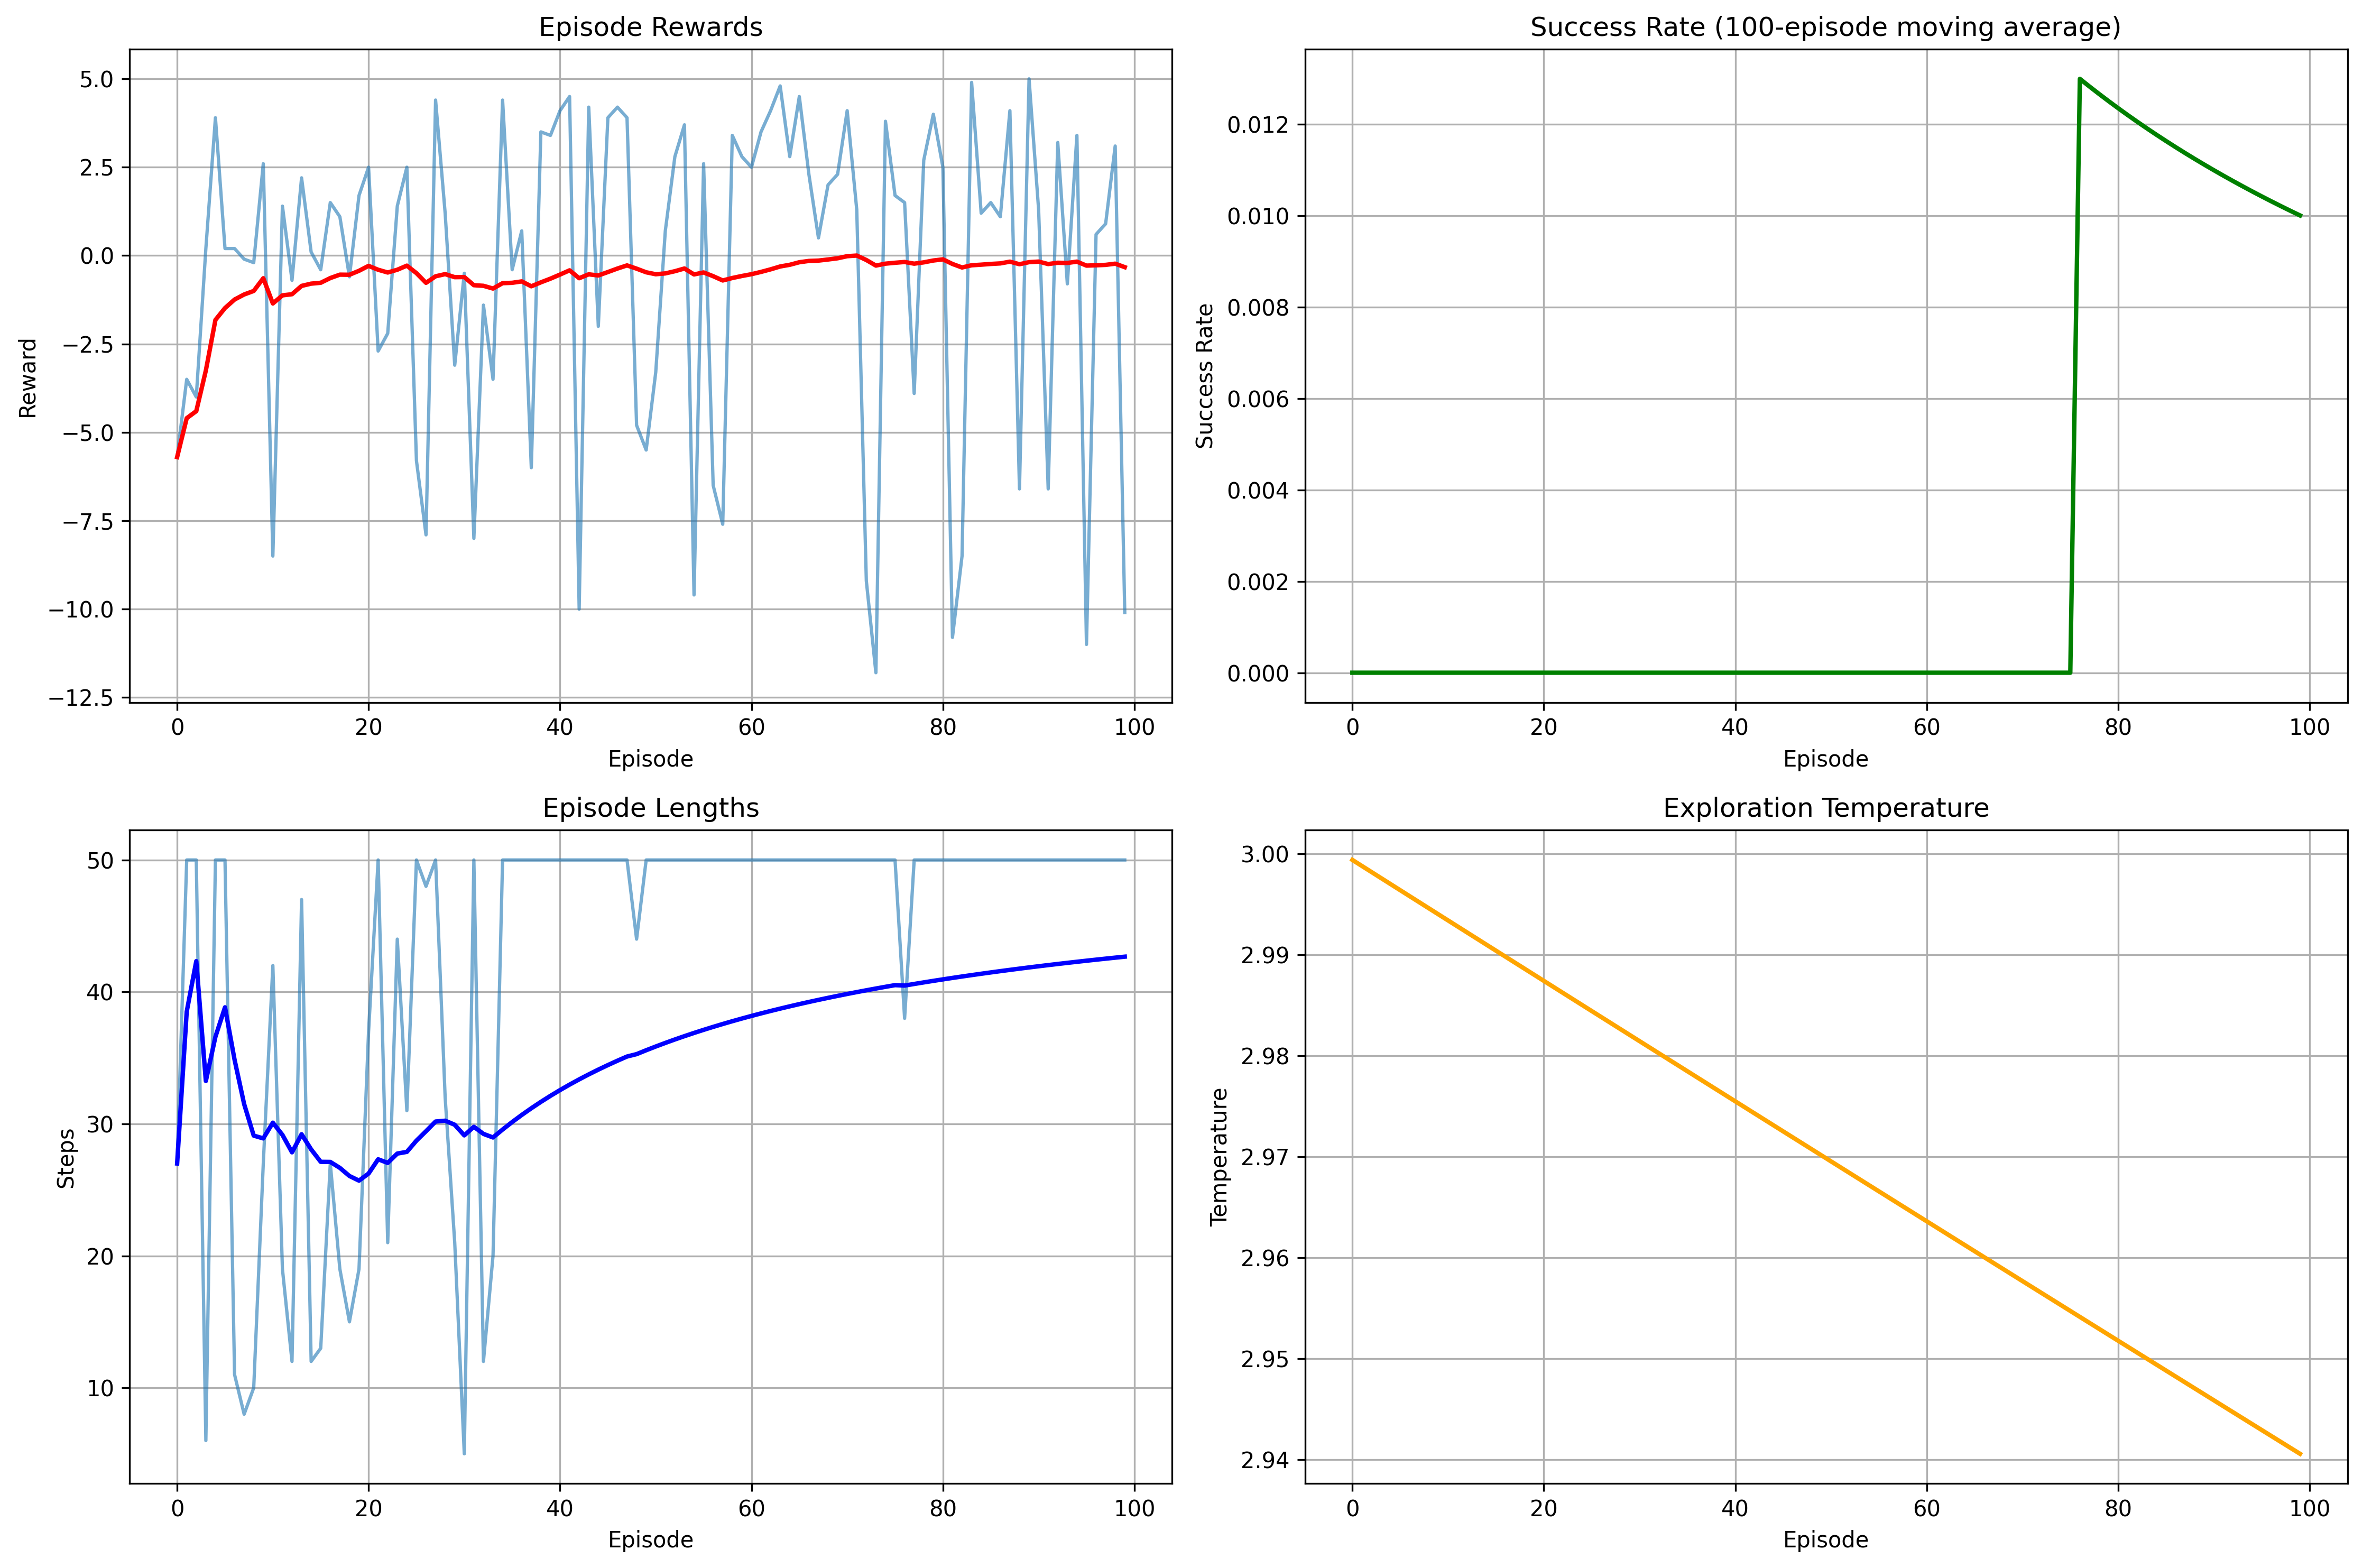 Episode Rewards
5.0
2.5
0.0
−2.5
−5.0
−7.5
−10.0
−12.5
Reward
0 20 40 60 80 100
Episode
Success Rate (100-episode moving average)
0.012
0.010
0.008
0.006
0.004
0.002
0.000
Success Rate
0 20 40 60 80 100
Episode
Episode Lengths
50
40
30
20
10
Steps
0 20 40 60 80 100
Episode
Exploration Temperature
3.00
2.99
2.98
2.97
2.96
2.95
2.94
Temperature
0 20 40 60 80 100
Episode